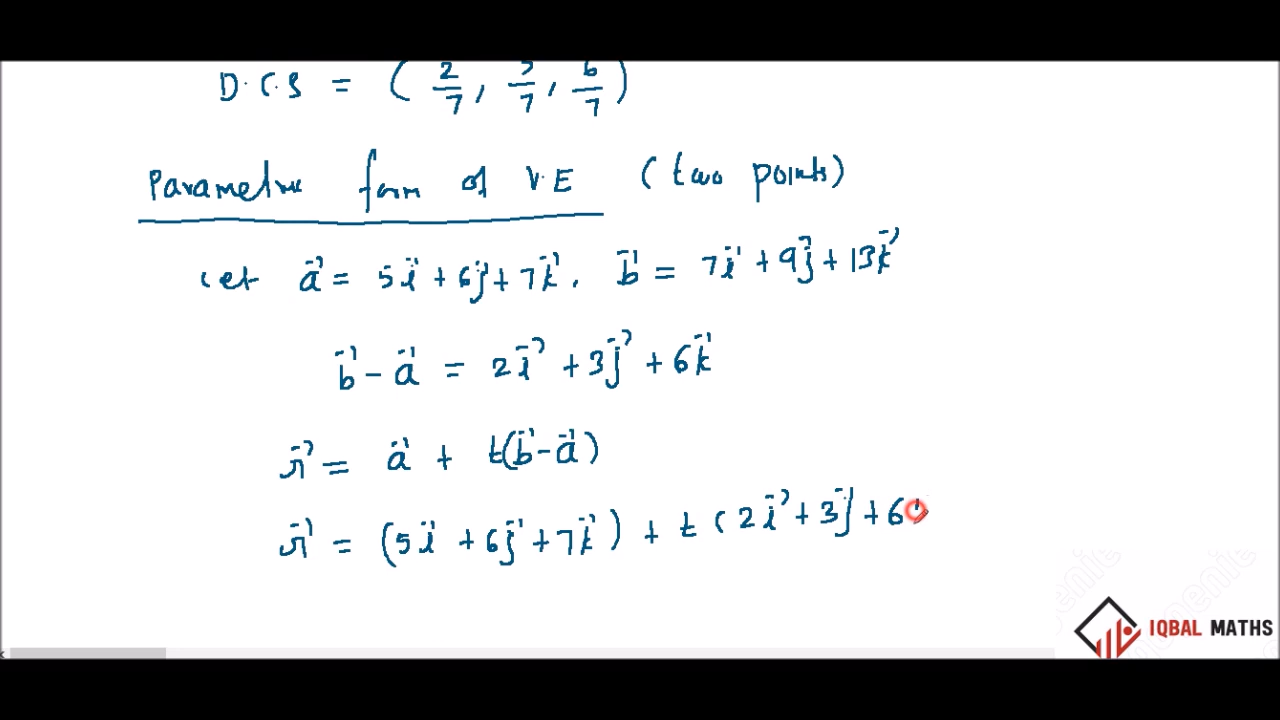 D.C.S = ( 2/7, 3/7, 6/7 )
Parametric form of V.E (two points)
Let a⃗ = 5i⃗ + 6j⃗ + 7k⃗, b⃗ = 7i⃗ + 9j⃗ + 13k⃗
b⃗ - a⃗ = 2i⃗ + 3j⃗ + 6k⃗
r⃗ = a⃗ + t(b⃗ - a⃗)
r⃗ = (5i⃗ + 6j⃗ + 7k⃗) + t (2i⃗ + 3j⃗ + 6
IQBAL MATHS